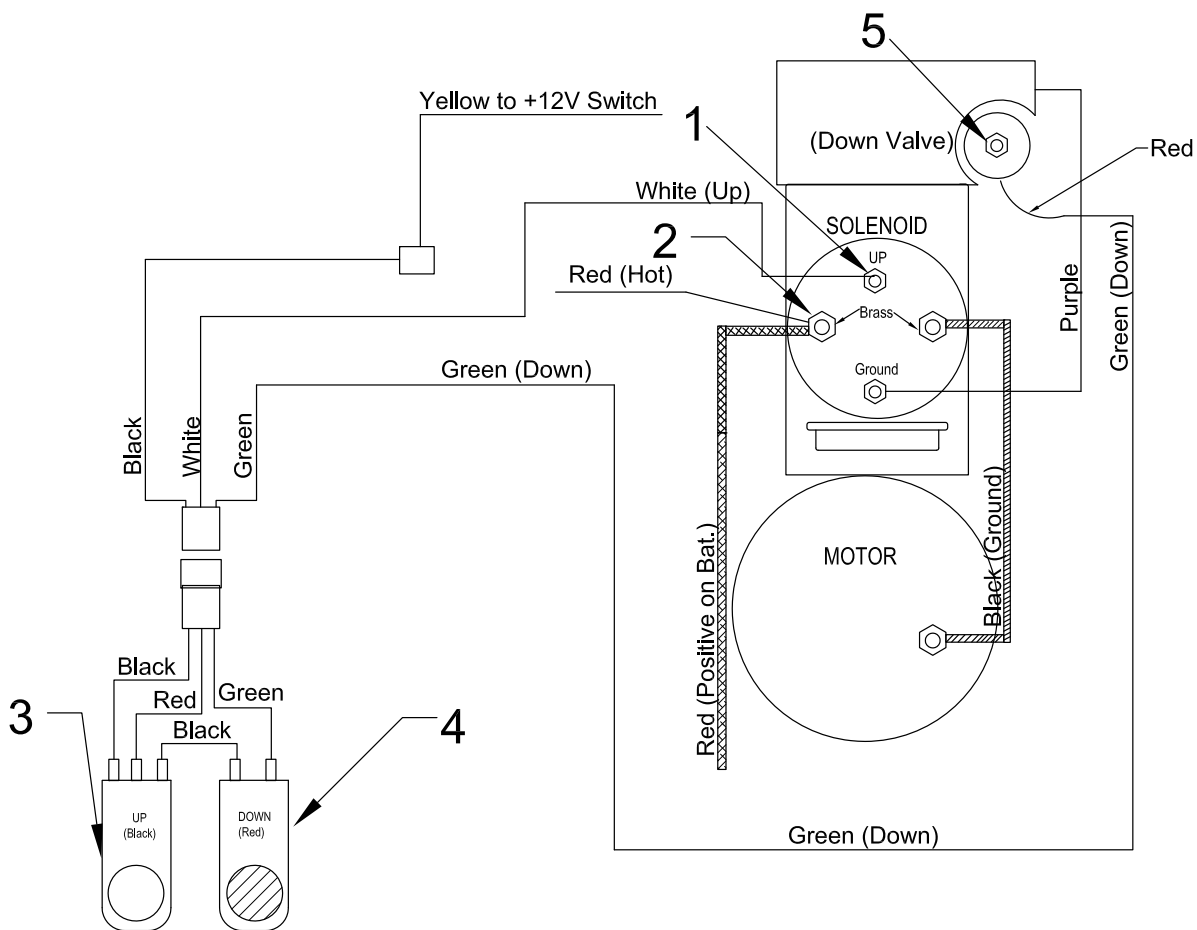 5
Yellow to +12V Switch
1
(Down Valve)
Red
White (Up)
2
SOLENOID
UP
Red (Hot)
Brass
Purple
Green (Down)
Ground
Green (Down)
Black
White
Green
Red (Positive on Bat.)
MOTOR
Black (Ground)
Black
Red
Green
Black
3
4
UP
(Black)
DOWN
(Red)
Green (Down)